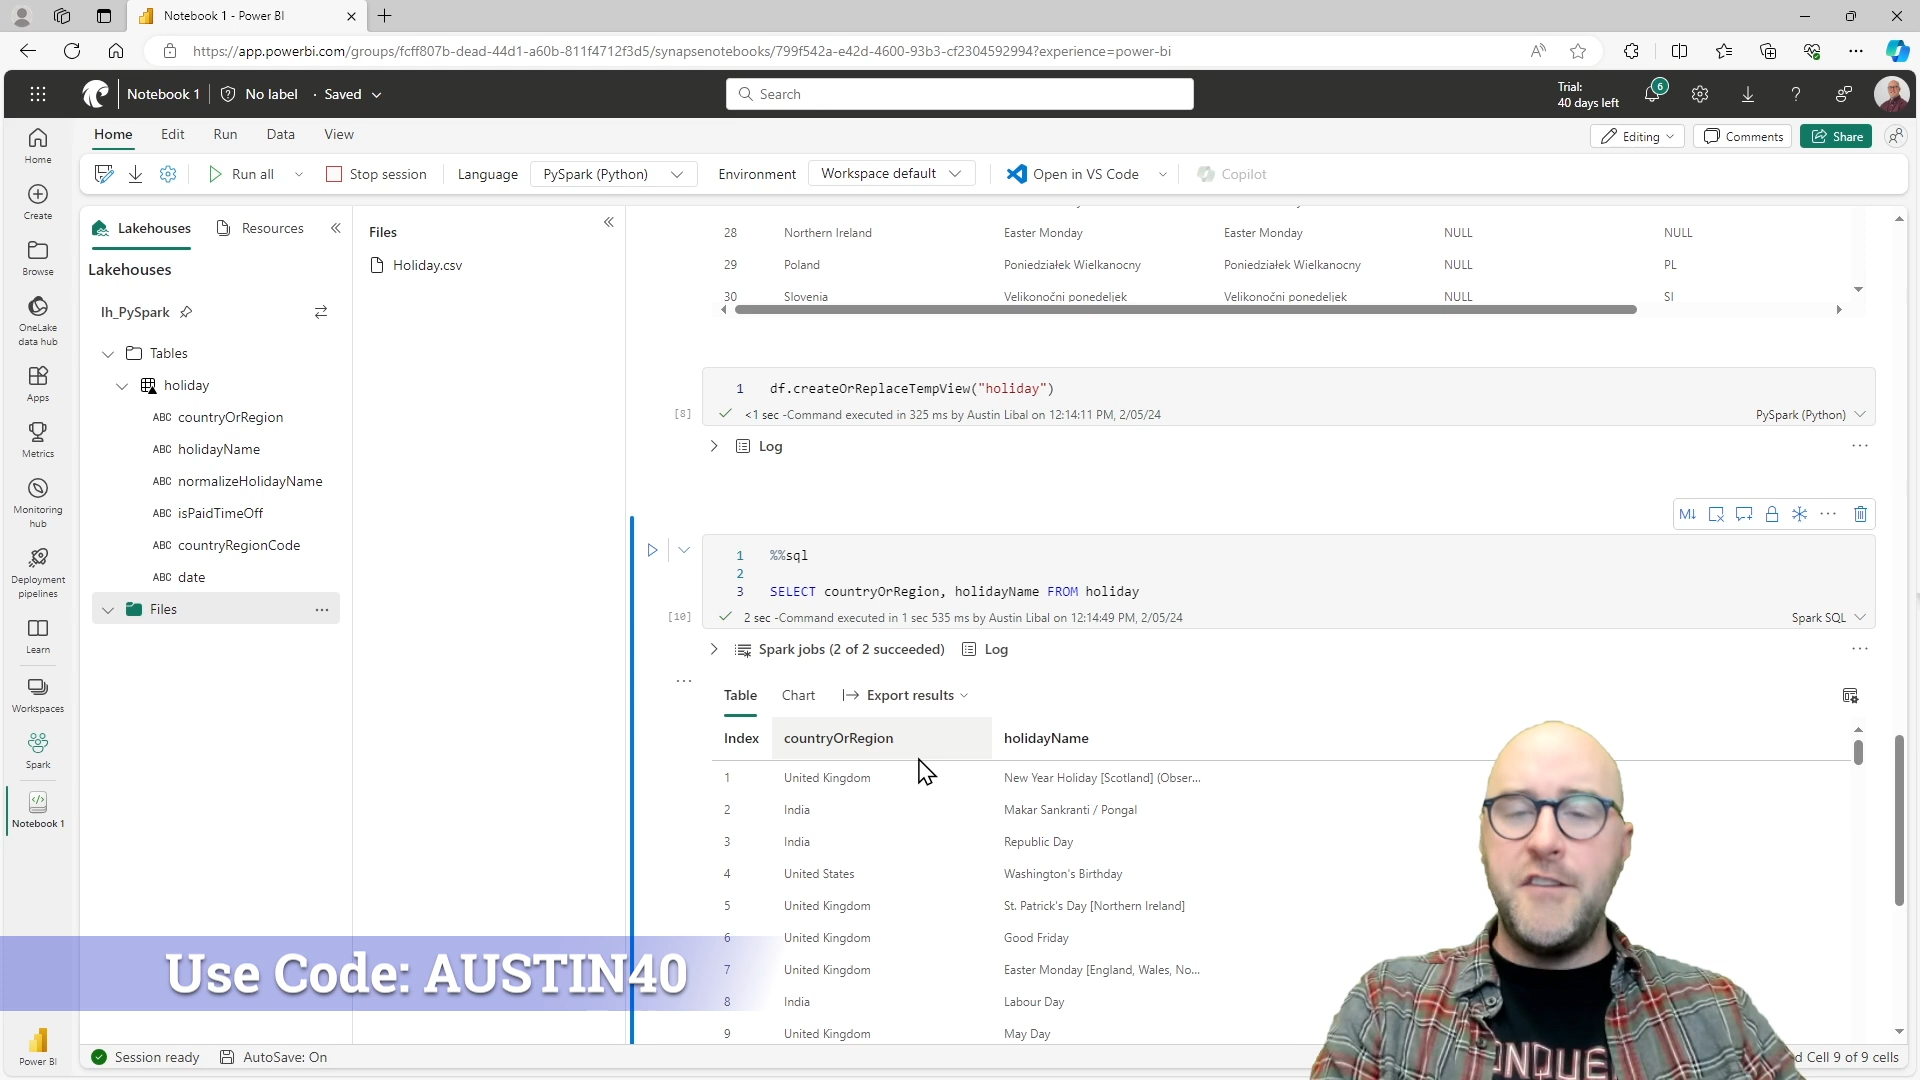 Notebook 1 - Power BI
https://app.powerbi.com/groups/fcff807b-dead-44d1-a60b-811f4712f3d5/synapsenotebooks/799f542a-e42d-4600-93b3-cf2304592994?experience=power-bi
Notebook 1 No label · Saved
Search
Trial:
40 days left
6
Home Edit Run Data View
Editing Comments Share
Run all Stop session Language PySpark (Python) Environment Workspace default Open in VS Code Copilot
Home
Create
Browse
OneLake
data hub
Apps
Metrics
Monitoring
hub
Deployment
pipelines
Learn
Workspaces
Spark
Notebook 1
Power BI
Lakehouses Resources
Lakehouses
lh_PySpark
Tables
holiday
ABC countryOrRegion
ABC holidayName
ABC normalizeHolidayName
ABC isPaidTimeOff
ABC countryRegionCode
ABC date
Files
Files
Holiday.csv
28 Northern Ireland Easter Monday Easter Monday NULL NULL
29 Poland Poniedziałek Wielkanocny Poniedziałek Wielkanocny NULL PL
30 Slovenia Velikonočni ponedeljek Velikonočni ponedeljek NULL SI
1 df.createOrReplaceTempView("holiday")
[8] <1 sec -Command executed in 325 ms by Austin Libal on 12:14:11 PM, 2/05/24 PySpark (Python)
Log
M↓
1 %%sql
2
3 SELECT countryOrRegion, holidayName FROM holiday
[10] 2 sec -Command executed in 1 sec 535 ms by Austin Libal on 12:14:49 PM, 2/05/24 Spark SQL
Spark jobs (2 of 2 succeeded) Log
Table Chart Export results
Index countryOrRegion holidayName
1 United Kingdom New Year Holiday [Scotland] (Obser...
2 India Makar Sankranti / Pongal
3 India Republic Day
4 United States Washington's Birthday
5 United Kingdom St. Patrick's Day [Northern Ireland]
6 United Kingdom Good Friday
7 United Kingdom Easter Monday [England, Wales, No...
8 India Labour Day
9 United Kingdom May Day
Use Code: AUSTIN40
Session ready AutoSave: On
Cell 9 of 9 cells